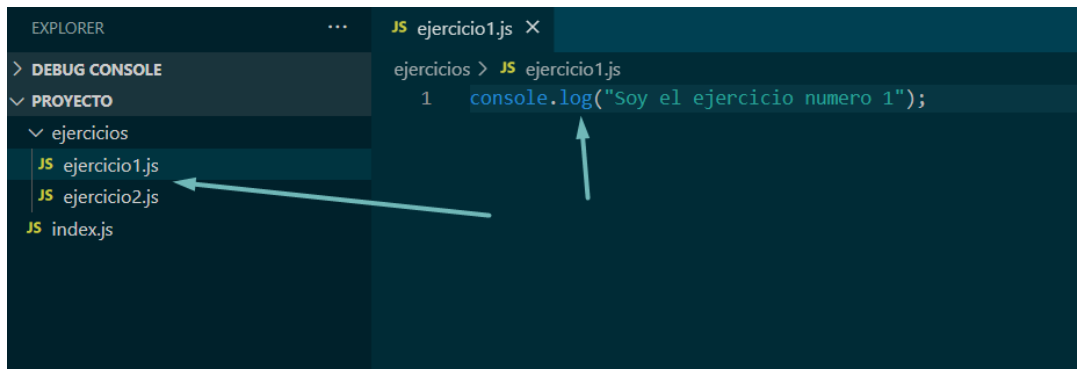 EXPLORER ...
DEBUG CONSOLE
PROYECTO
ejercicios
JS ejercicio1.js
JS ejercicio2.js
JS index.js
JS ejercicio1.js ×
ejercicios > JS ejercicio1.js
1 console.log("Soy el ejercicio numero 1");